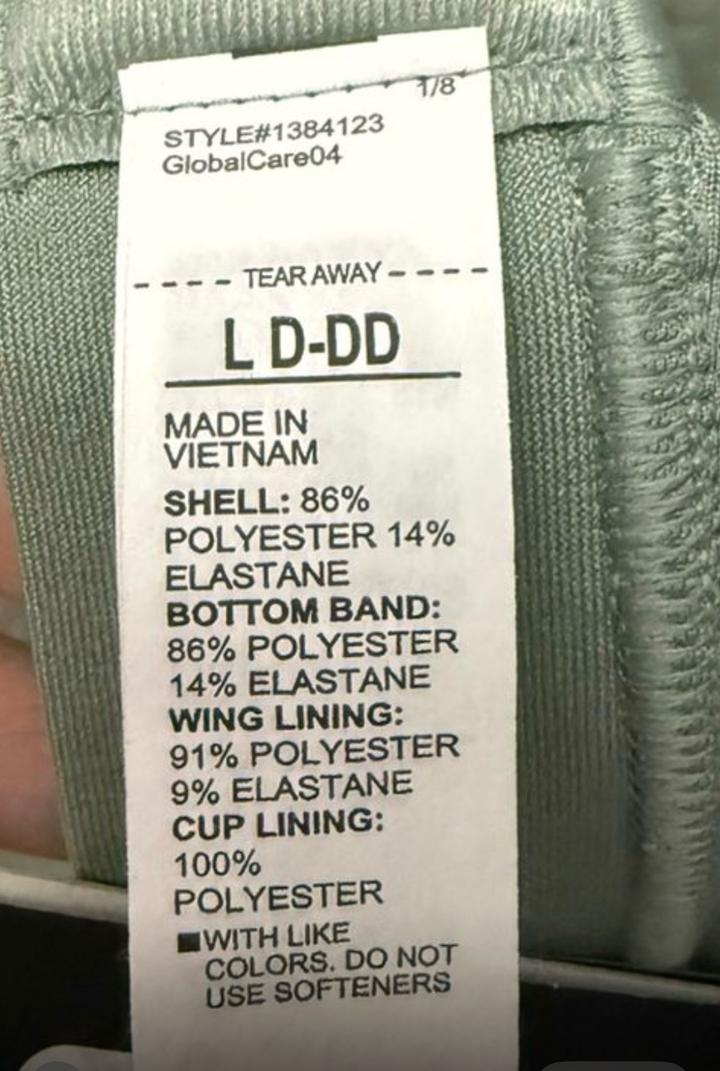 1/8
STYLE#1384123
GlobalCare04
TEAR AWAY
L D-DD
MADE IN
VIETNAM
SHELL: 86%
POLYESTER 14%
ELASTANE
BOTTOM BAND:
86% POLYESTER
14% ELASTANE
WING LINING:
91% POLYESTER
9% ELASTANE
CUP LINING:
100%
POLYESTER
■WITH LIKE
COLORS. DO NOT
USE SOFTENERS